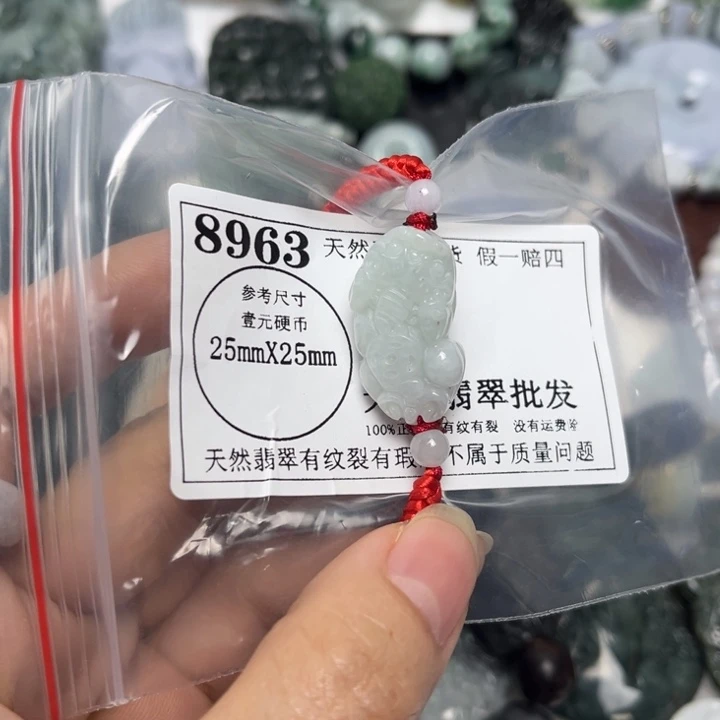 8963 天然 货 假一赔四
参考尺寸
壹元硬币
25mmX25mm
翡翠批发
100%正 有纹有裂 没有运费
天然翡翠有纹裂有瑕 不属于质量问题